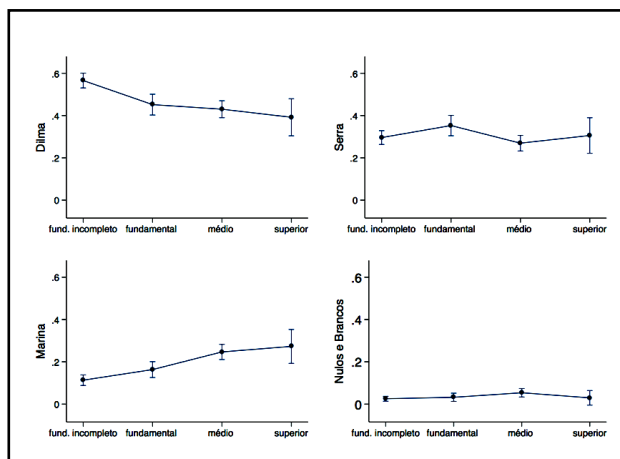 .6
.4
.2
0
Dilma
fund. incompleto fundamental médio superior
.6
.4
.2
0
Serra
fund. incompleto fundamental médio superior
.6
.4
.2
0
Marina
fund. incompleto fundamental médio superior
.6
.4
.2
0
Nulos e Brancos
fund. incompleto fundamental médio superior